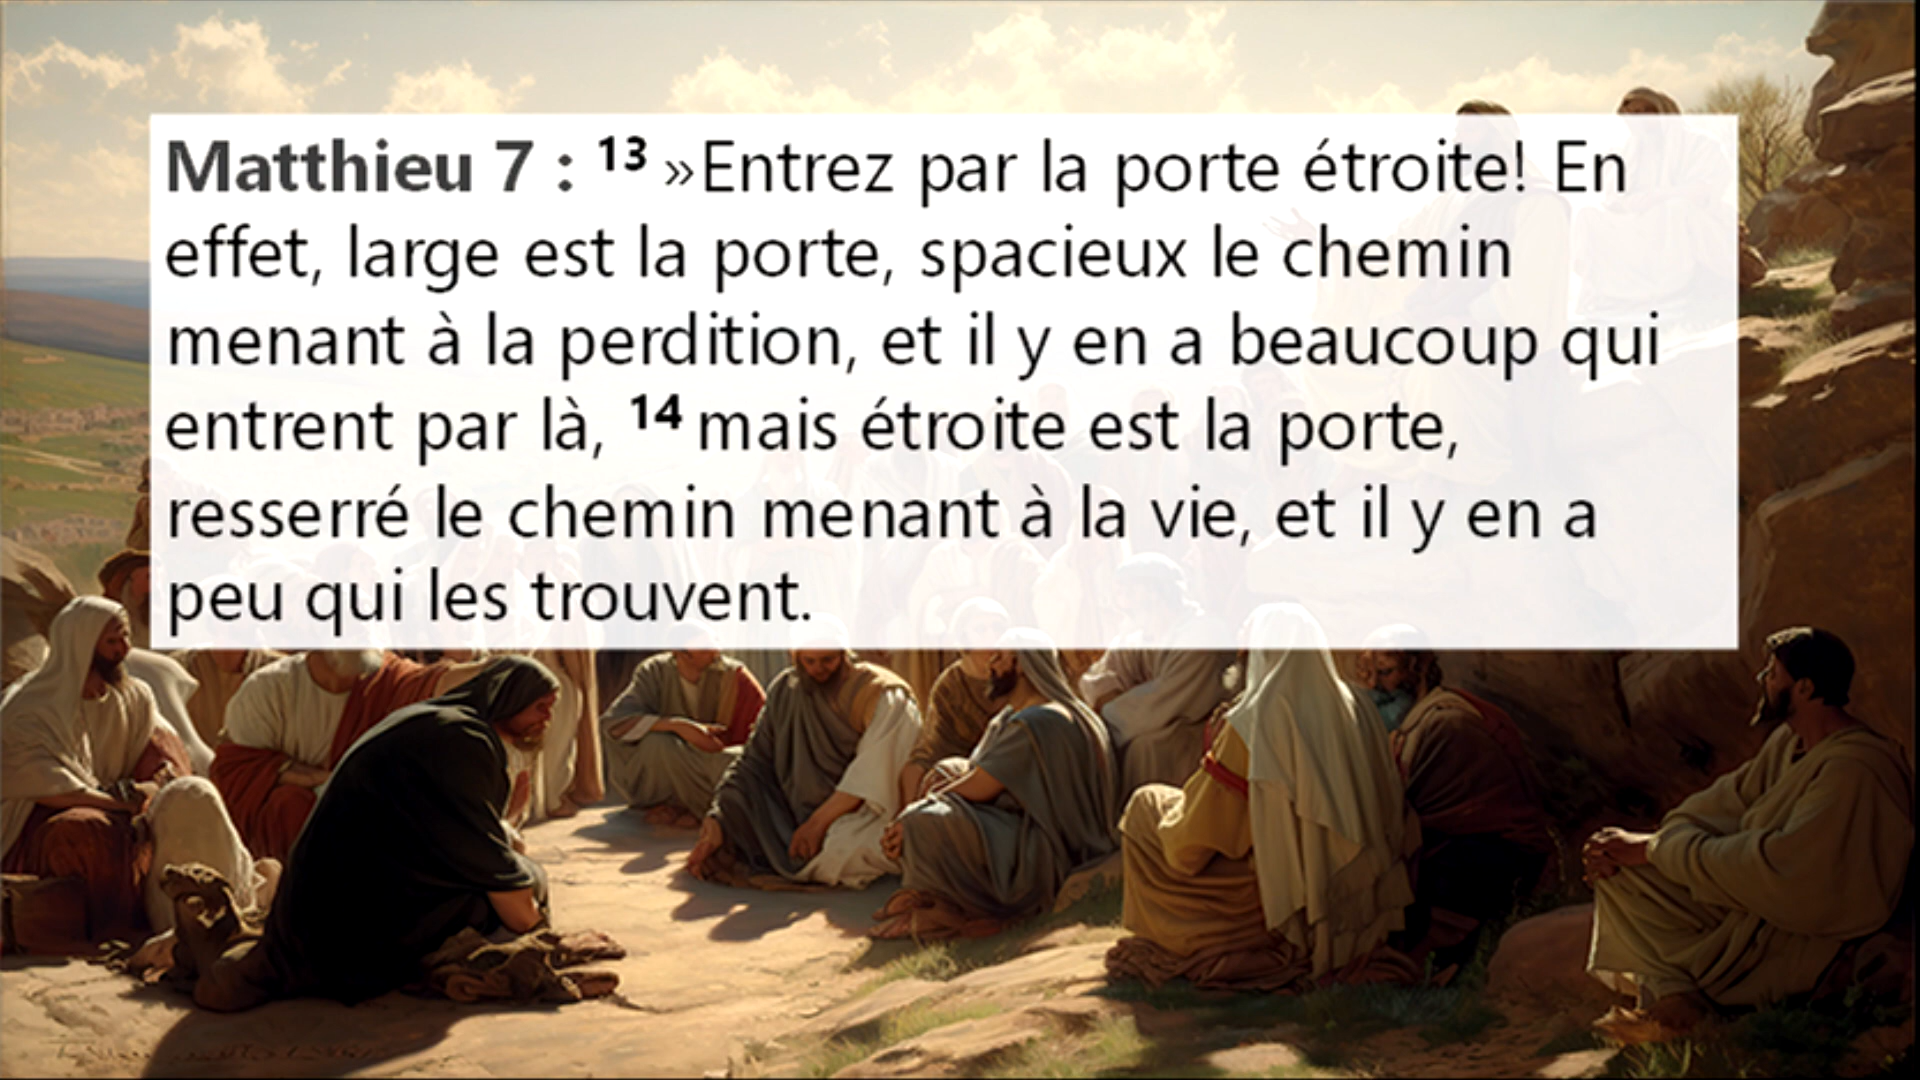 Matthieu 7 : 13 »Entrez par la porte étroite! En
effet, large est la porte, spacieux le chemin
menant à la perdition, et il y en a beaucoup qui
entrent par là, 14 mais étroite est la porte,
resserré le chemin menant à la vie, et il y en a
peu qui les trouvent.